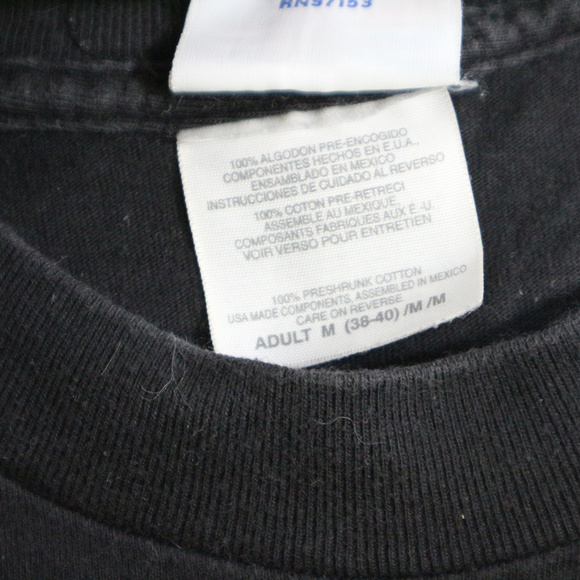 RN57153
100% ALGODON PRE-ENCOGIDO
COMPONENTES HECHOS EN E.U.A.,
ENSAMBLADO EN MEXICO
INSTRUCCIONES DE CUIDADO AL REVERSO
100% COTON PRE-RETRECI
ASSEMBLE AU MEXIQUE,
COMPOSANTS FABRIQUES AUX É.-U.
VOIR VERSO POUR ENTRETIEN
100% PRESHRUNK COTTON
USA MADE COMPONENTS, ASSEMBLED IN MEXICO
CARE ON REVERSE
ADULT M (38-40) /M /M